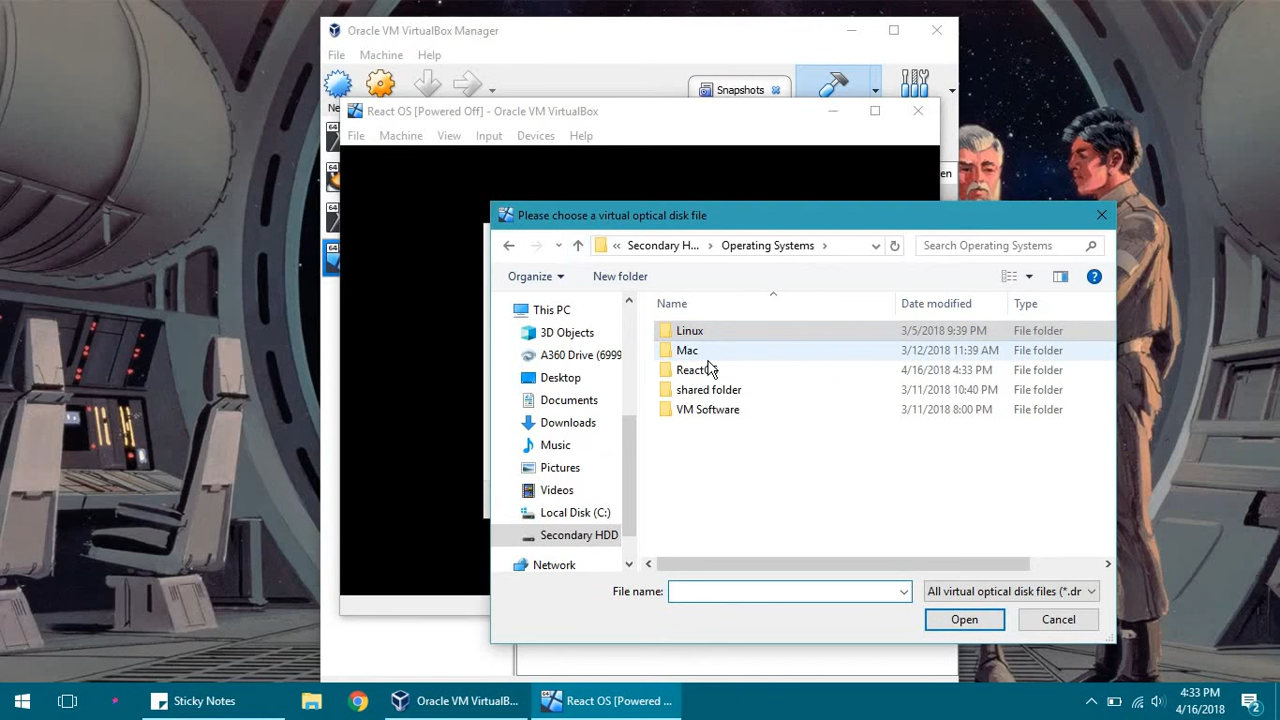 Oracle VM VirtualBox Manager
File Machine Help
Snapshots
React OS [Powered Off] - Oracle VM VirtualBox
File Machine View Input Devices Help
Please choose a virtual optical disk file
« Secondary H... › Operating Systems ›
Search Operating Systems
Organize New folder
Name Date modified Type
This PC
3D Objects
A360 Drive (6999
Desktop
Documents
Downloads
Music
Pictures
Videos
Local Disk (C:)
Secondary HDD
Network
Linux 3/5/2018 9:39 PM File folder
Mac 3/12/2018 11:39 AM File folder
React 4/16/2018 4:33 PM File folder
shared folder 3/11/2018 10:40 PM File folder
VM Software 3/11/2018 8:00 PM File folder
File name:
All virtual optical disk files (*.dr
Open Cancel
Sticky Notes
Oracle VM VirtualB...
React OS [Powered ...
4:33 PM
4/16/2018
2